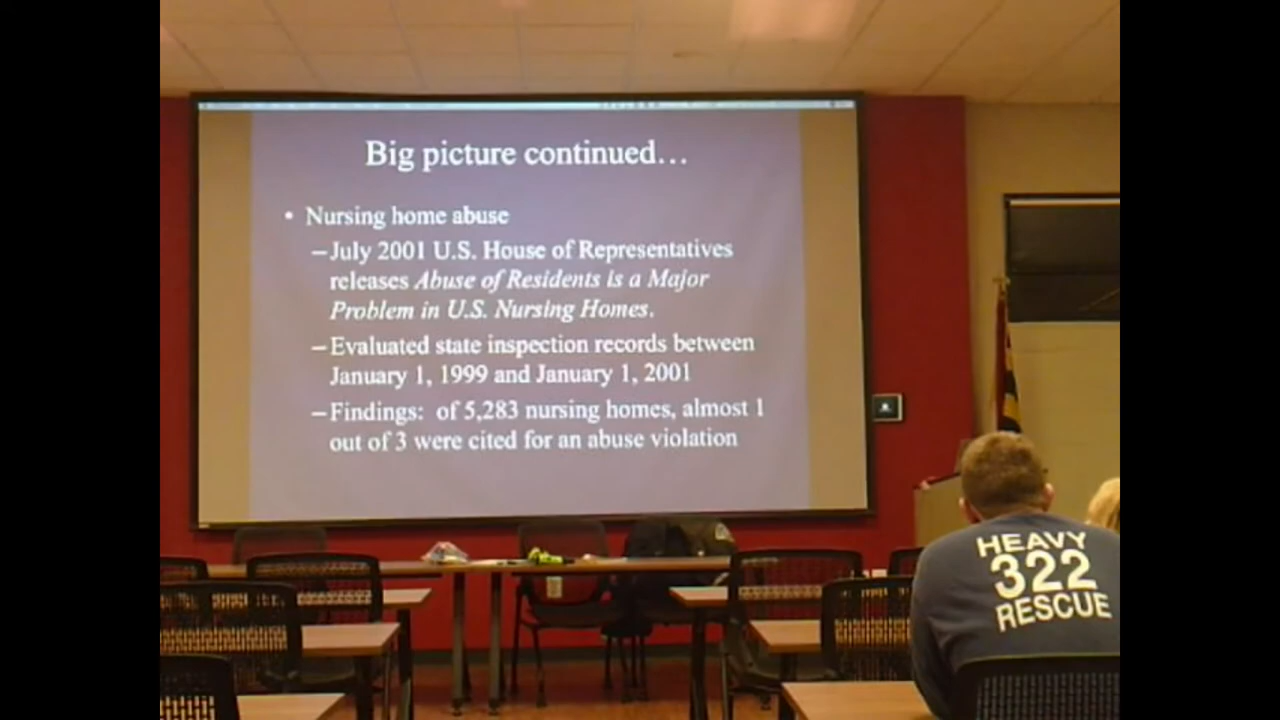 Big picture continued…
• Nursing home abuse
–July 2001 U.S. House of Representatives
releases Abuse of Residents is a Major
Problem in U.S. Nursing Homes.
–Evaluated state inspection records between
January 1, 1999 and January 1, 2001
–Findings:  of 5,283 nursing homes, almost 1
out of 3 were cited for an abuse violation
HEAVY
322
RESCUE